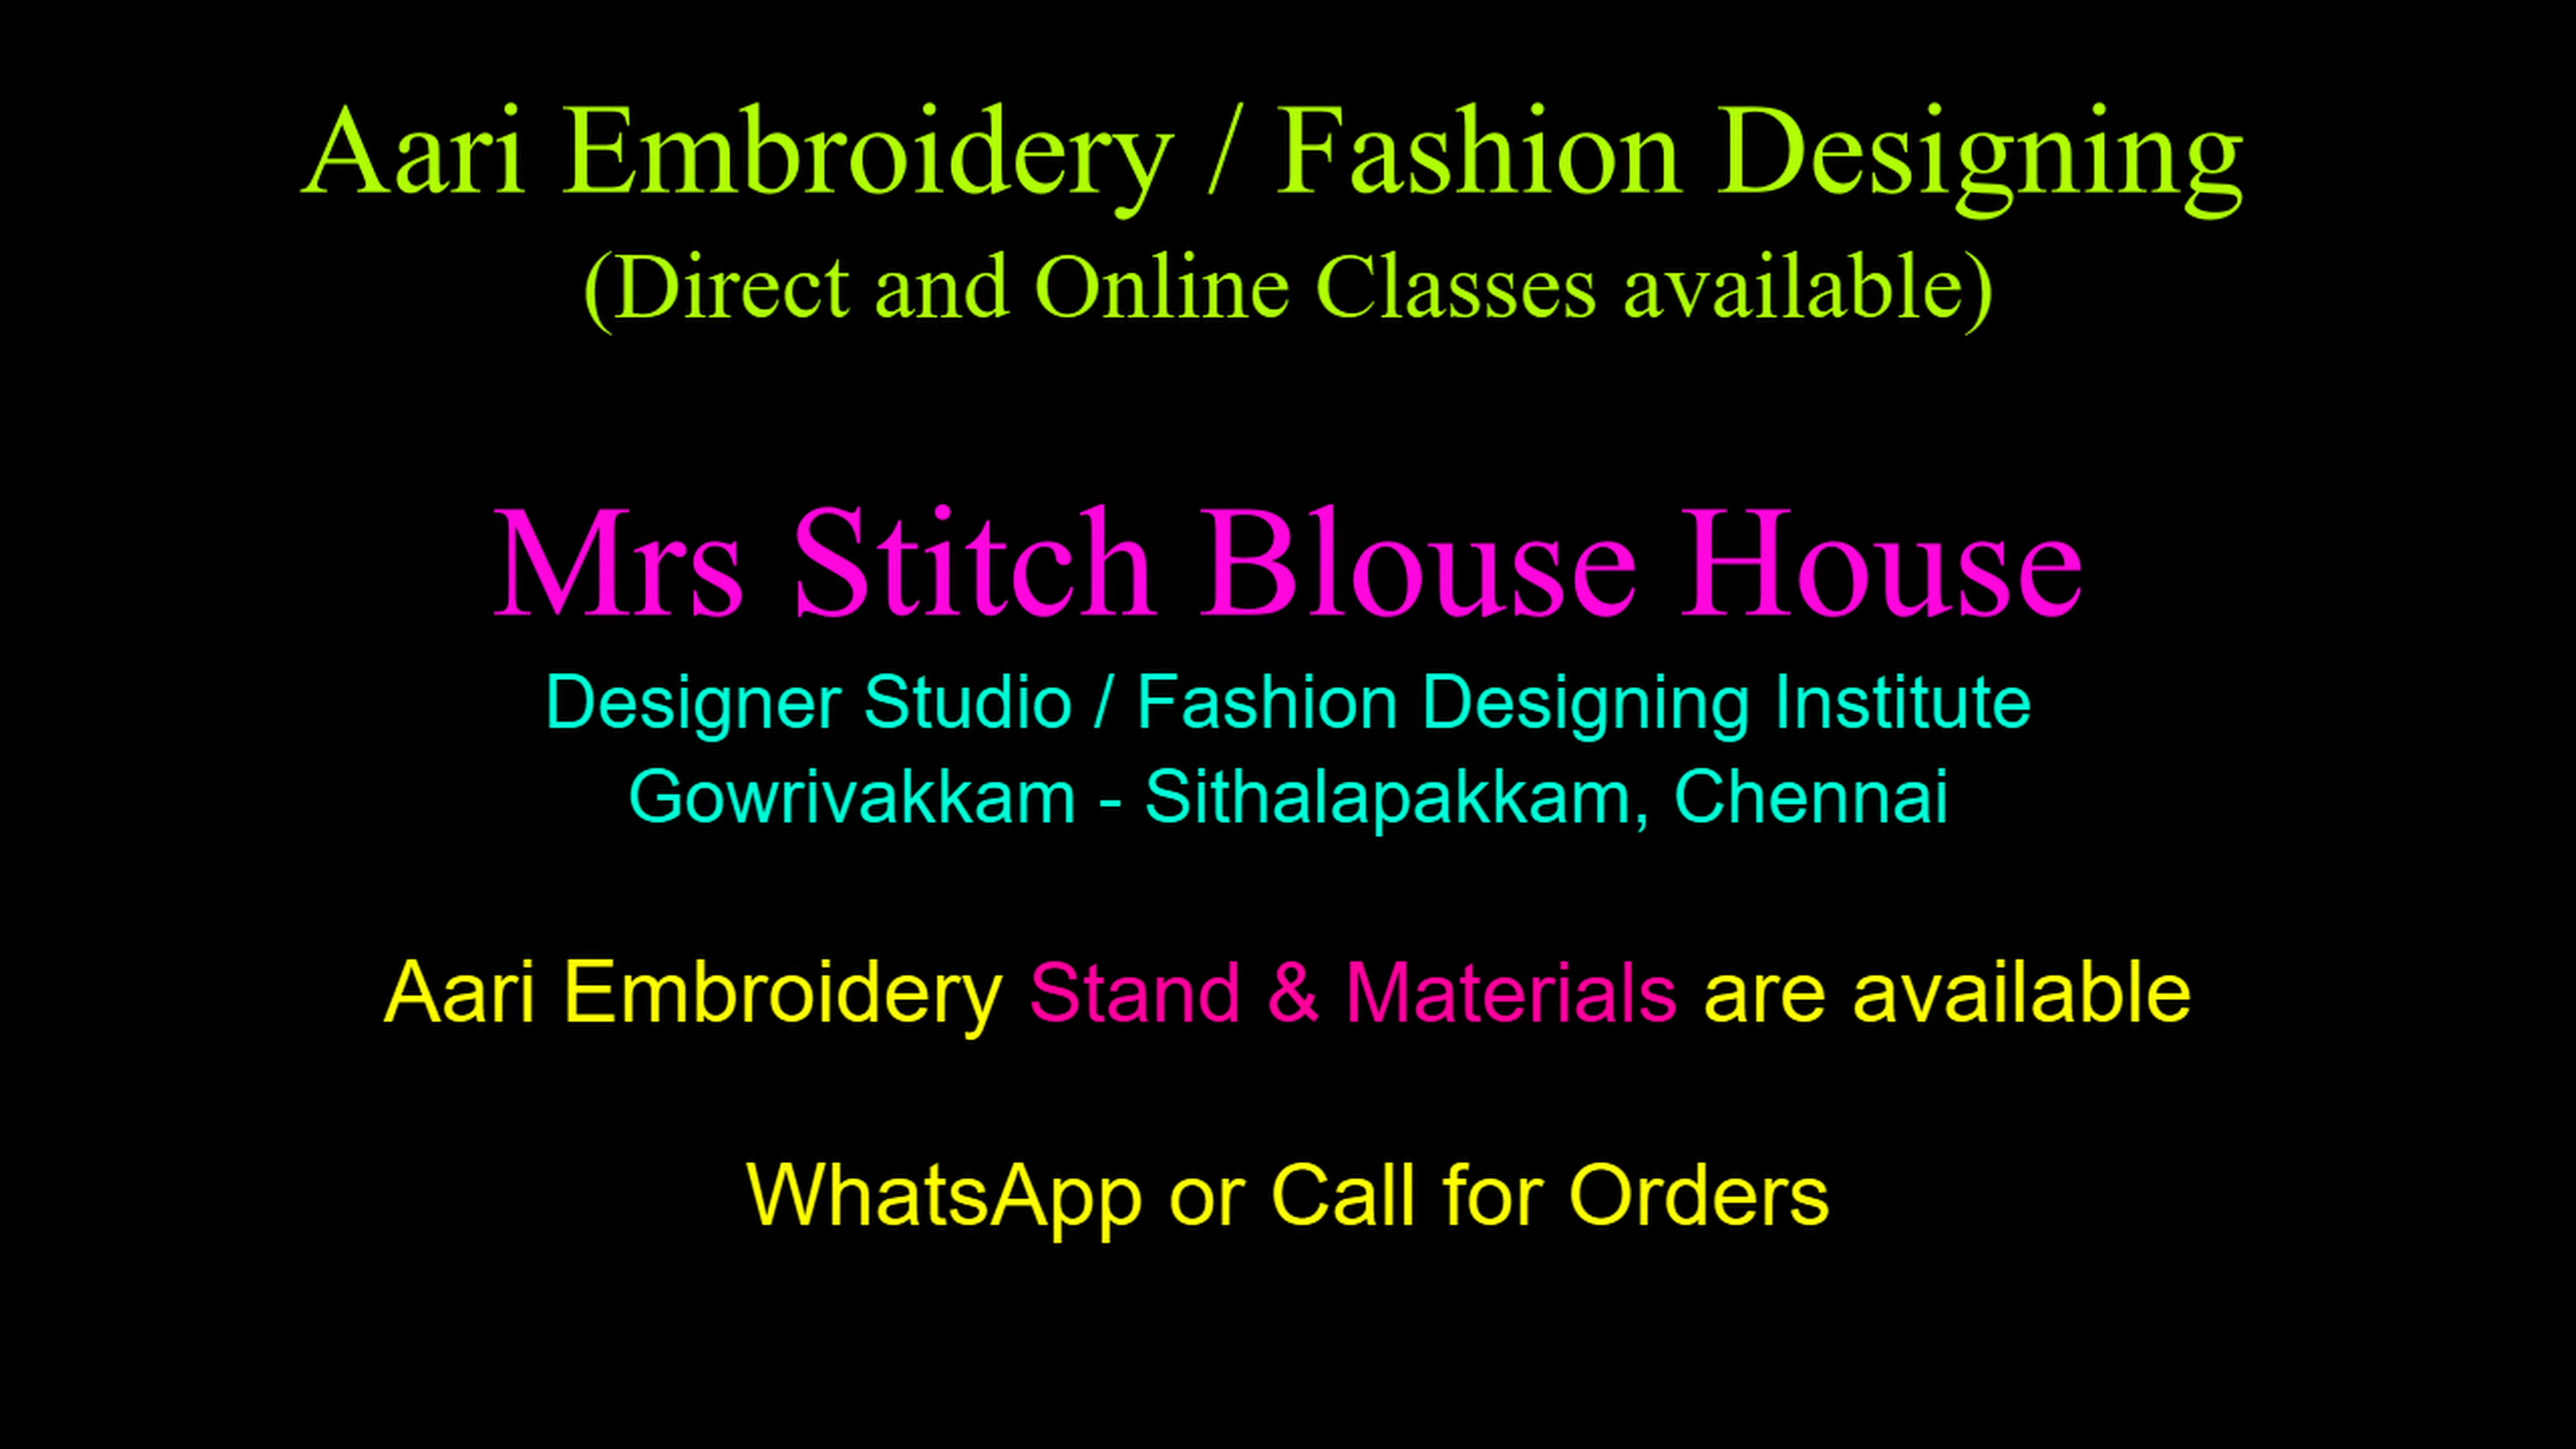 Aari Embroidery / Fashion Designing
(Direct and Online Classes available)
Mrs Stitch Blouse House
Designer Studio / Fashion Designing Institute
Gowrivakkam - Sithalapakkam, Chennai
Aari Embroidery Stand & Materials are available
WhatsApp or Call for Orders